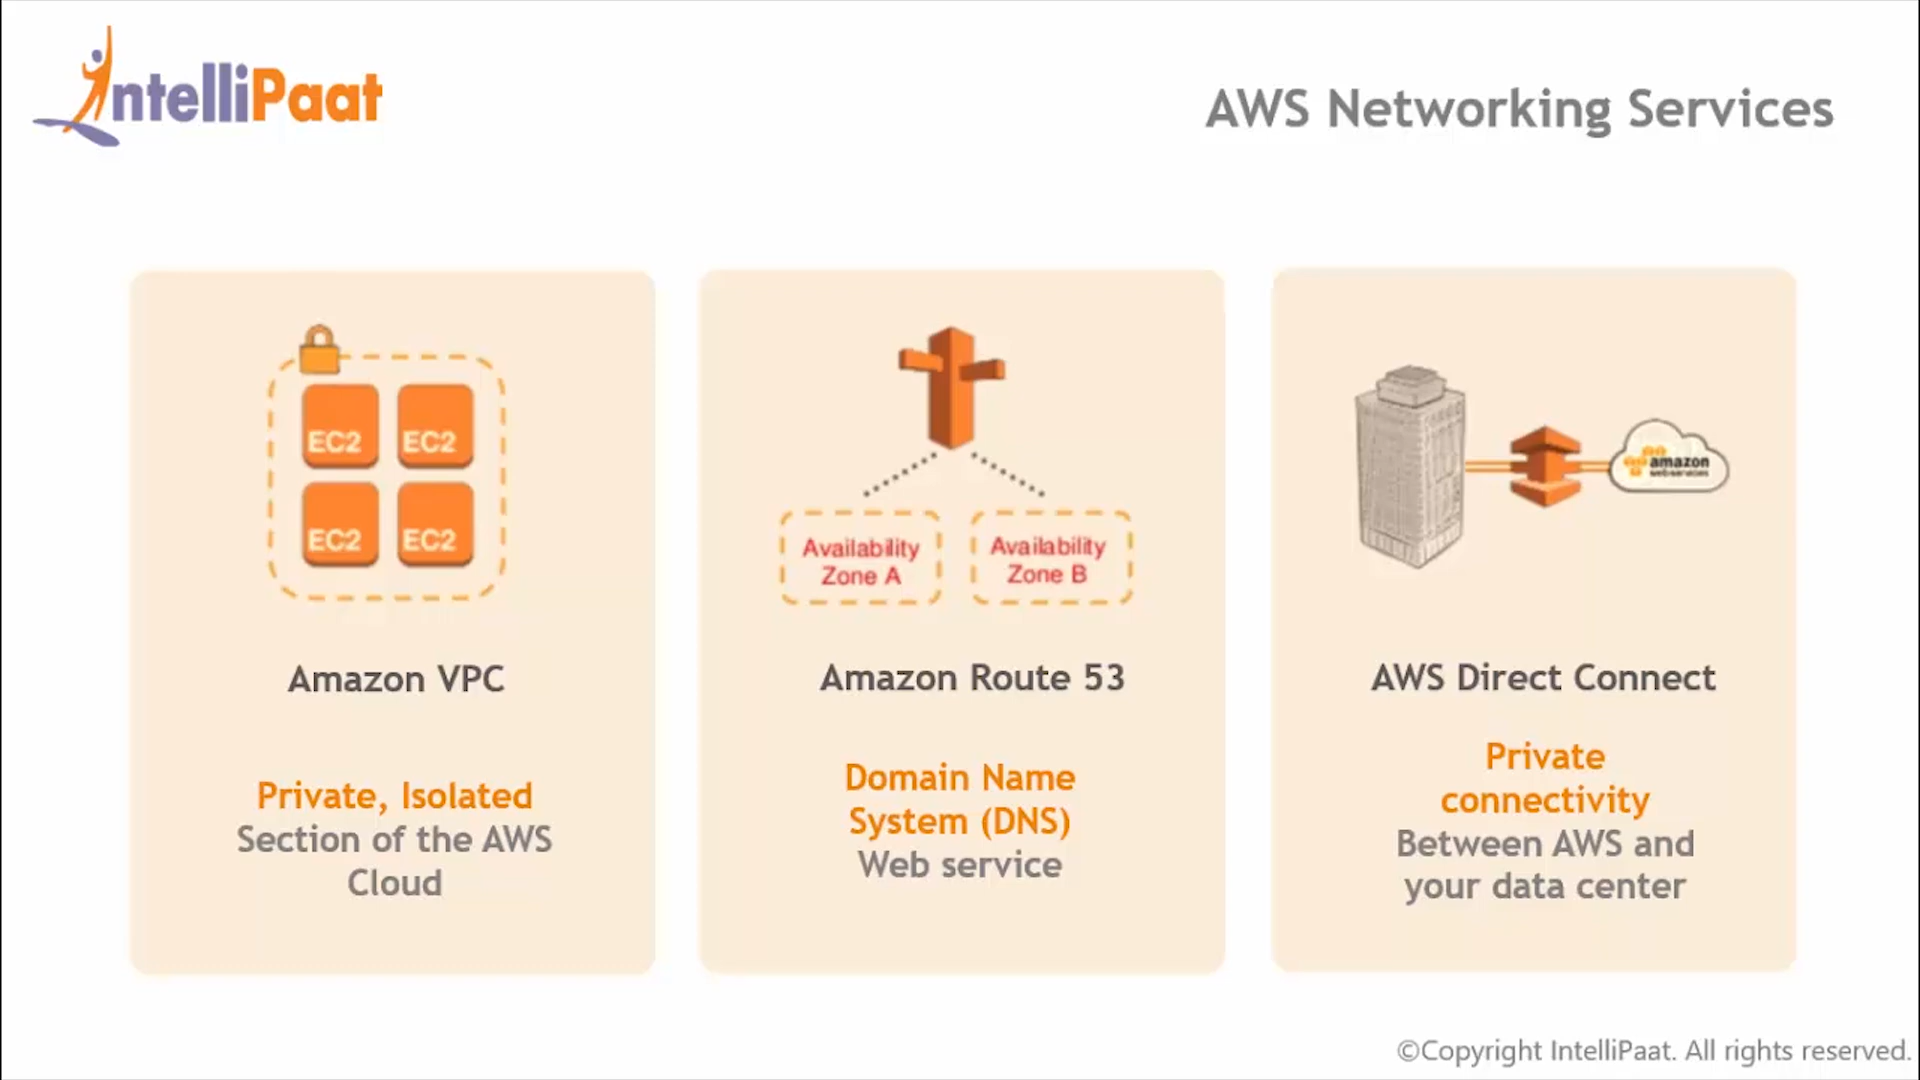 IntelliPaat
AWS Networking Services
EC2 EC2
EC2 EC2
Amazon VPC
Private, Isolated
Section of the AWS
Cloud
Availability
Zone A
Availability
Zone B
Amazon Route 53
Domain Name
System (DNS)
Web service
amazon
webservices
AWS Direct Connect
Private
connectivity
Between AWS and
your data center
©Copyright IntelliPaat. All rights reserved.